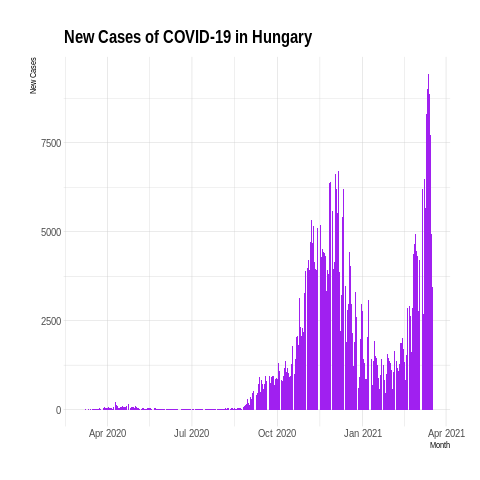 New Cases of COVID-19 in Hungary
New Cases
7500
5000
2500
0
Apr 2020 Jul 2020 Oct 2020 Jan 2021 Apr 2021
Month